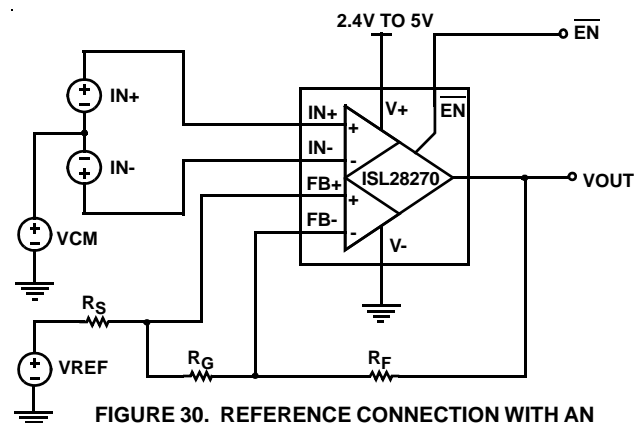 2.4V TO 5V
EN
IN+
IN+
V+
EN
IN-
IN-
ISL28270
VOUT
FB+
FB-
VCM
V-
RS
RG
RF
VREF
FIGURE 30. REFERENCE CONNECTION WITH AN